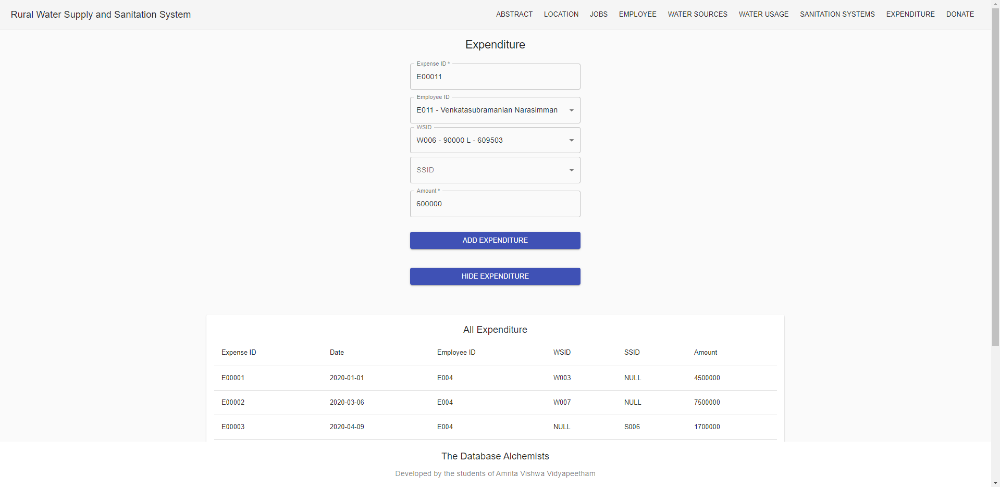 Rural Water Supply and Sanitation System ABSTRACT LOCATION JOBS EMPLOYEE WATER SOURCES WATER USAGE SANITATION SYSTEMS EXPENDITURE DONATE
Expenditure
Expense ID *
E00011
Employee ID
E011 - Venkatasubramanian Narasimman
WSID
W006 - 90000 L - 609503
SSID
Amount *
600000
ADD EXPENDITURE
HIDE EXPENDITURE
All Expenditure
Expense ID Date Employee ID WSID SSID Amount
E00001 2020-01-01 E004 W003 NULL 4500000
E00002 2020-03-06 E004 W007 NULL 7500000
E00003 2020-04-09 E004 NULL S006 1700000
The Database Alchemists
Developed by the students of Amrita Vishwa Vidyapeetham